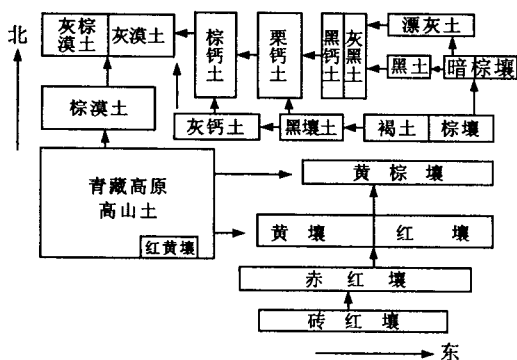 北
灰棕漠土
灰漠土
棕钙土
栗钙土
黑钙土
灰黑土
漂灰土
黑土
暗棕壤
棕漠土
灰钙土
黑壤土
褐土
棕壤
青藏高原
高山土
红黄壤
黄棕壤
黄壤
红壤
赤红壤
砖红壤
东